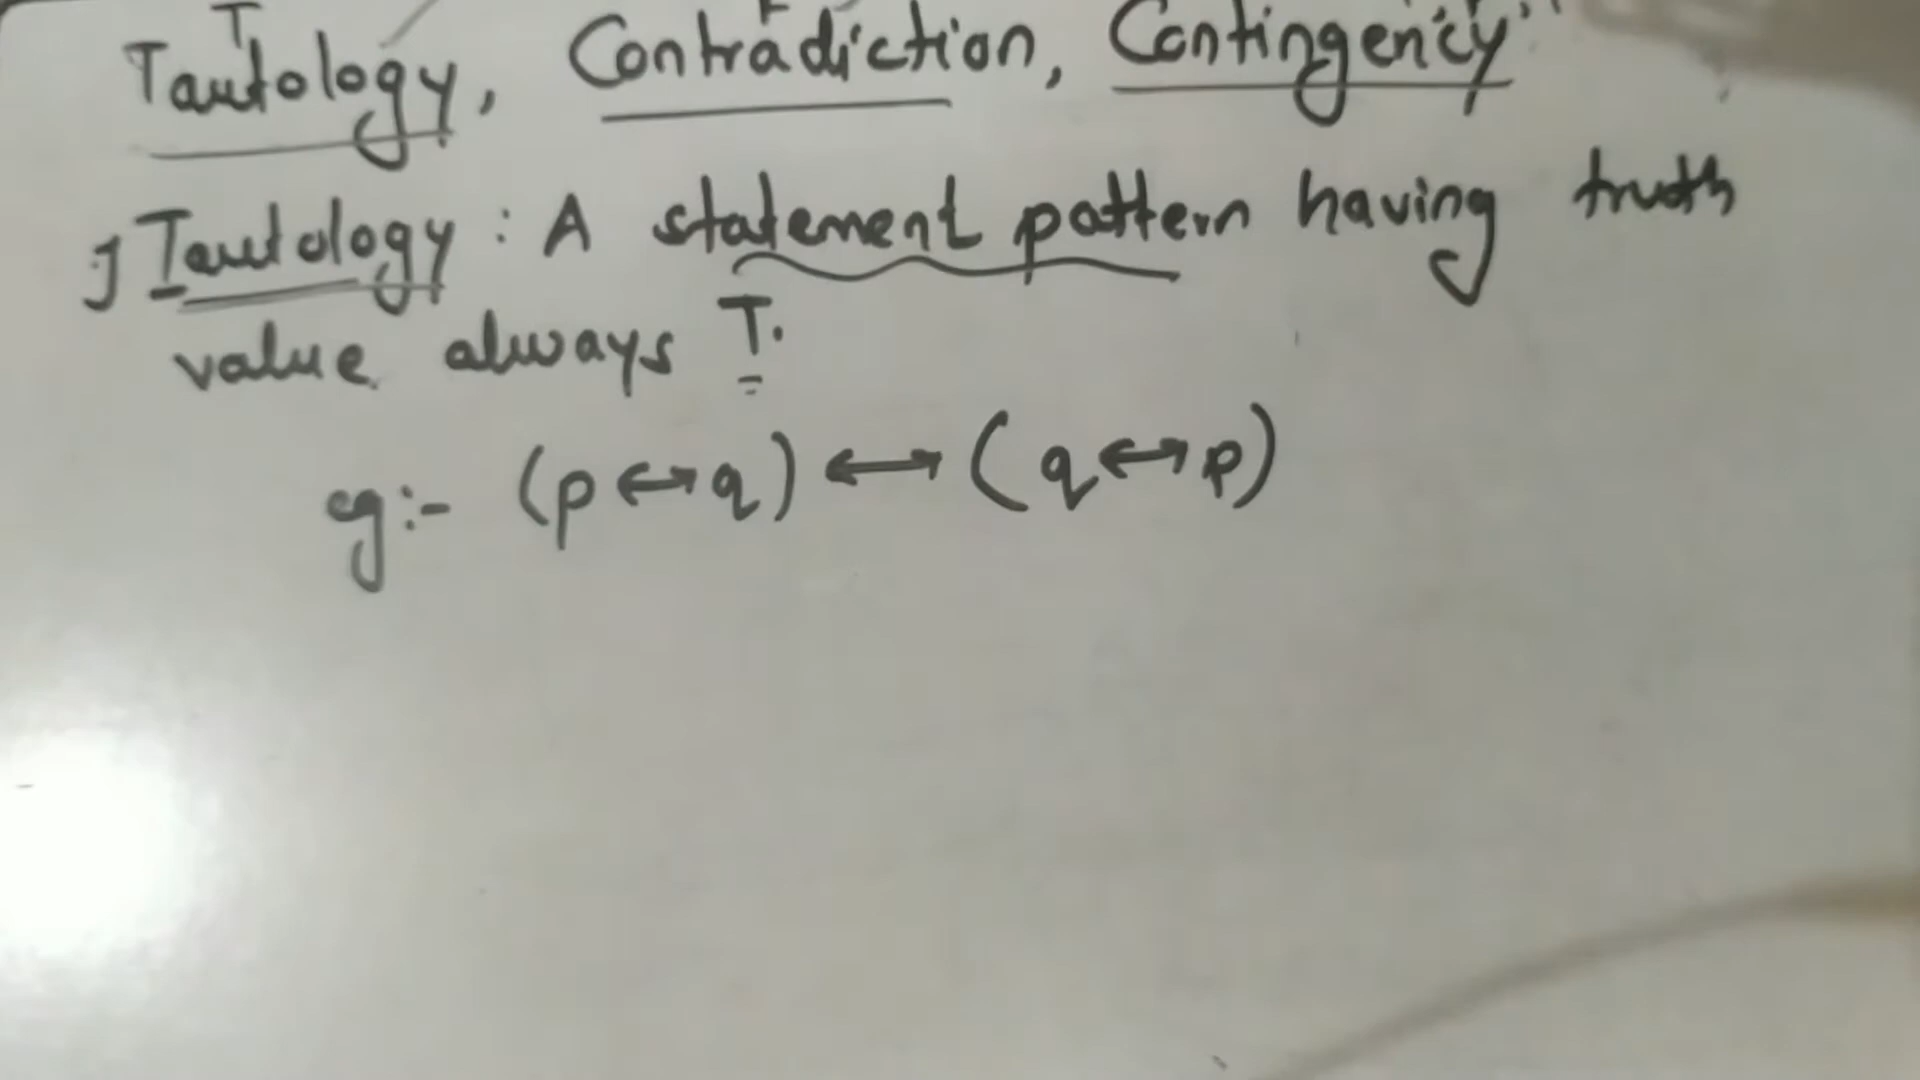 T
Tautology, Contradiction, Contingency"
1) Tautology : A statement pattern having truth
value always T.
eg:- (p ↔ q) ↔ (q ↔ p)